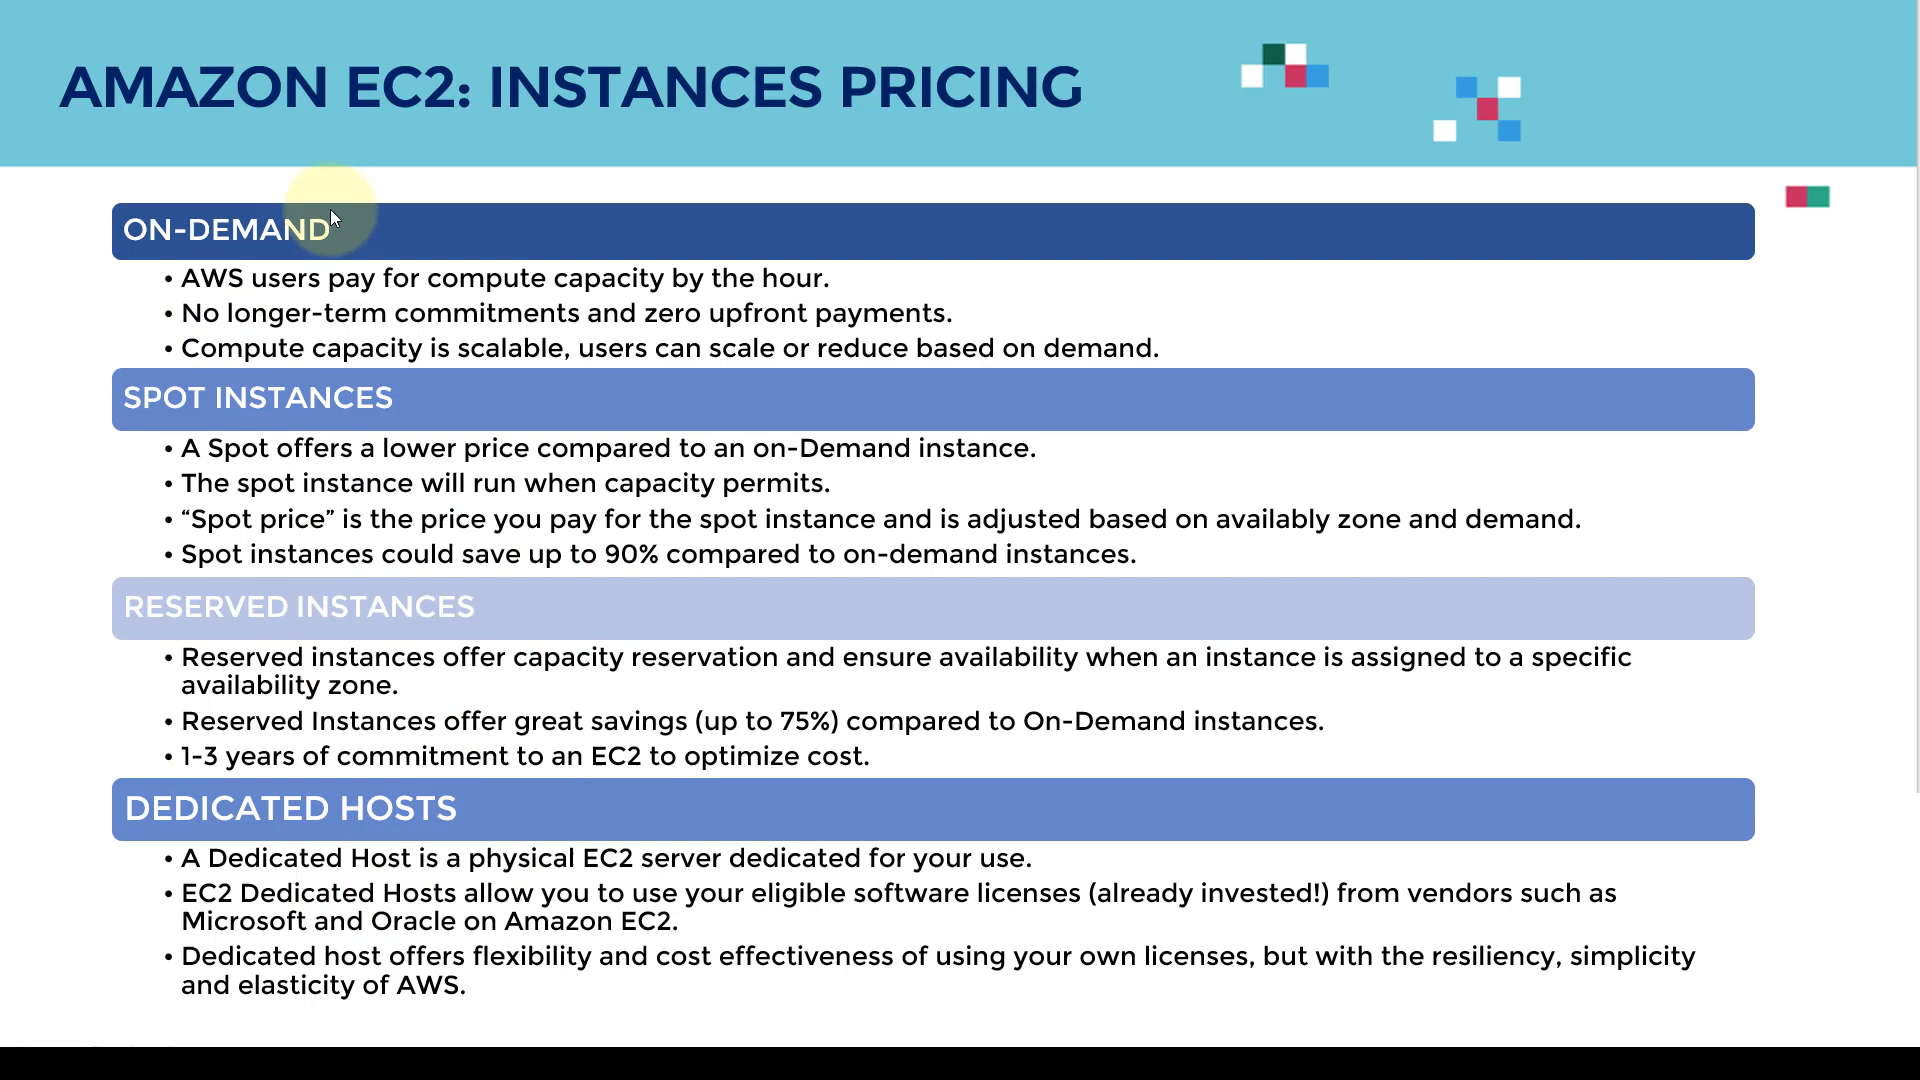 AMAZON EC2: INSTANCES PRICING
ON-DEMAND
• AWS users pay for compute capacity by the hour.
• No longer-term commitments and zero upfront payments.
• Compute capacity is scalable, users can scale or reduce based on demand.
SPOT INSTANCES
• A Spot offers a lower price compared to an on-Demand instance.
• The spot instance will run when capacity permits.
• “Spot price” is the price you pay for the spot instance and is adjusted based on availably zone and demand.
• Spot instances could save up to 90% compared to on-demand instances.
RESERVED INSTANCES
• Reserved instances offer capacity reservation and ensure availability when an instance is assigned to a specific
availability zone.
• Reserved Instances offer great savings (up to 75%) compared to On-Demand instances.
• 1-3 years of commitment to an EC2 to optimize cost.
DEDICATED HOSTS
• A Dedicated Host is a physical EC2 server dedicated for your use.
• EC2 Dedicated Hosts allow you to use your eligible software licenses (already invested!) from vendors such as
Microsoft and Oracle on Amazon EC2.
• Dedicated host offers flexibility and cost effectiveness of using your own licenses, but with the resiliency, simplicity
and elasticity of AWS.